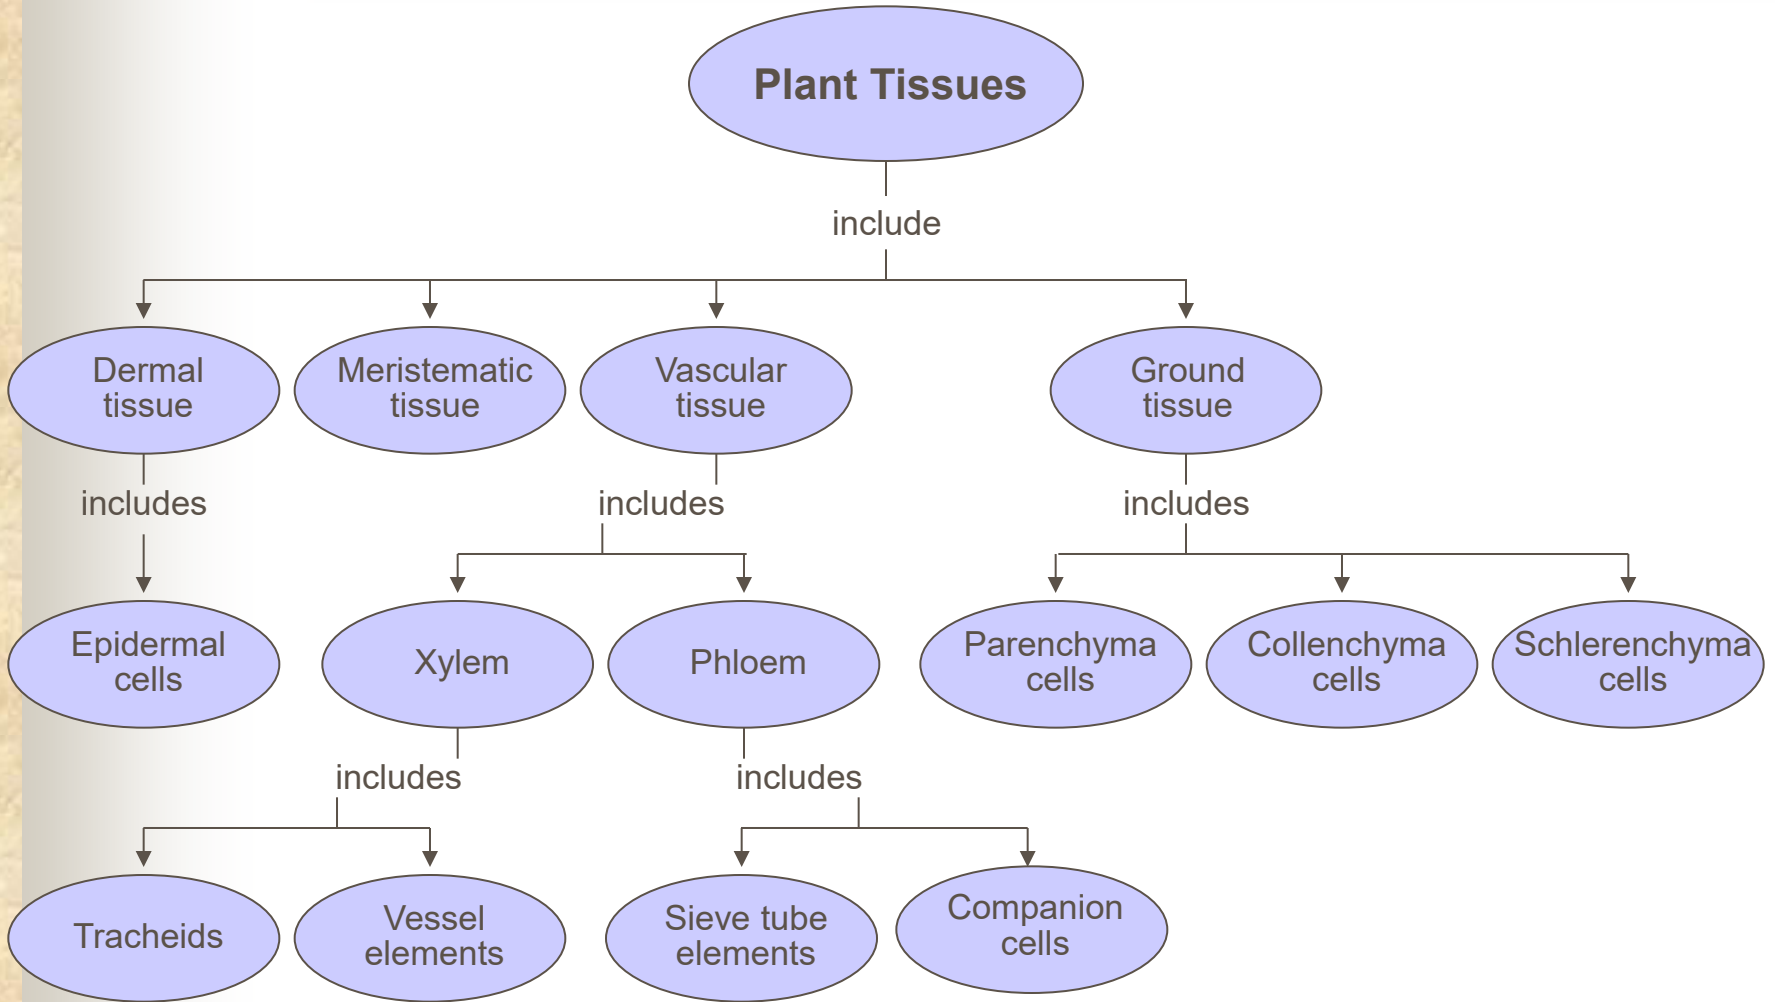 Plant Tissues
include
Dermal
tissue
Meristematic
tissue
Vascular
tissue
Ground
tissue
includes
includes
includes
Epidermal
cells
Xylem
Phloem
Parenchyma
cells
Collenchyma
cells
Schlerenchyma
cells
includes
includes
Tracheids
Vessel
elements
Sieve tube
elements
Companion
cells